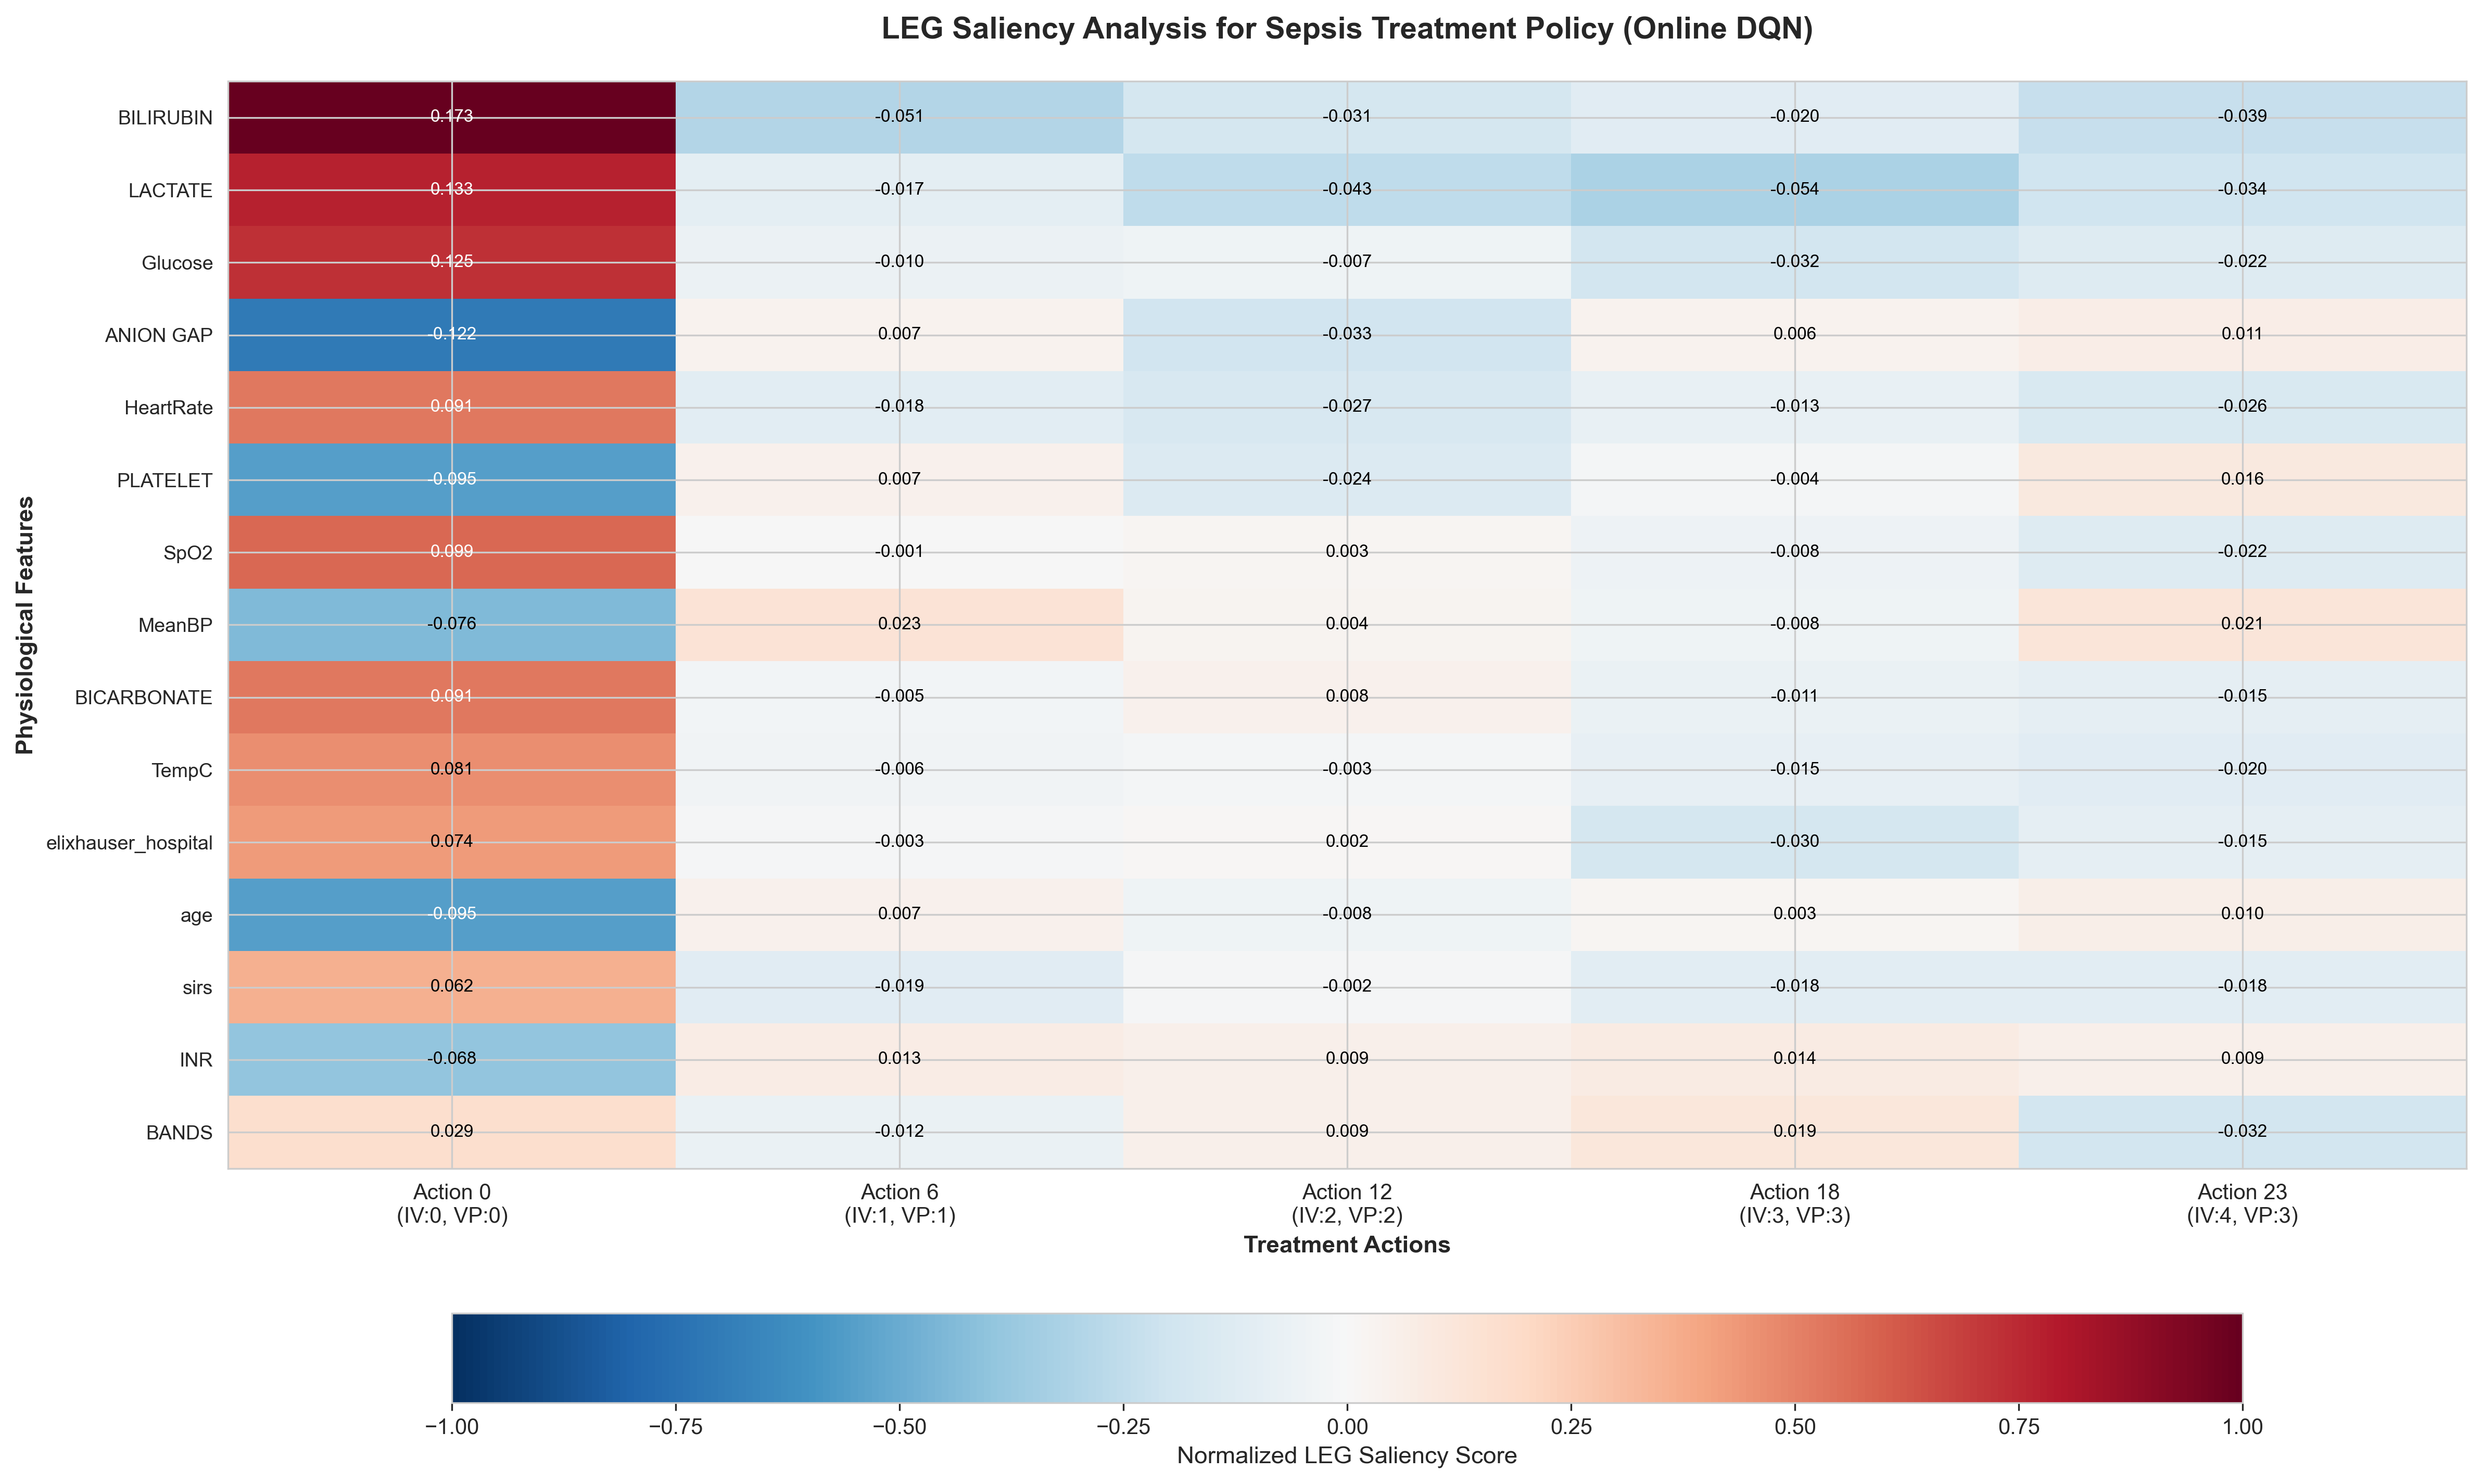 LEG Saliency Analysis for Sepsis Treatment Policy (Online DQN)
Physiological Features
BILIRUBIN 0.173 -0.051 -0.031 -0.020 -0.039
LACTATE 0.133 -0.017 -0.043 -0.054 -0.034
Glucose 0.125 -0.010 -0.007 -0.032 -0.022
ANION GAP -0.122 0.007 -0.033 0.006 0.011
HeartRate 0.091 -0.018 -0.027 -0.013 -0.026
PLATELET -0.095 0.007 -0.024 -0.004 0.016
SpO2 0.099 -0.001 0.003 -0.008 -0.022
MeanBP -0.076 0.023 0.004 -0.008 0.021
BICARBONATE 0.091 -0.005 0.008 -0.011 -0.015
TempC 0.081 -0.006 -0.003 -0.015 -0.020
elixhauser_hospital 0.074 -0.003 0.002 -0.030 -0.015
age -0.095 0.007 -0.008 0.003 0.010
sirs 0.062 -0.019 -0.002 -0.018 -0.018
INR -0.068 0.013 0.009 0.014 0.009
BANDS 0.029 -0.012 0.009 0.019 -0.032
Action 0 Action 6 Action 12 Action 18 Action 23
(IV:0, VP:0) (IV:1, VP:1) (IV:2, VP:2) (IV:3, VP:3) (IV:4, VP:3)
Treatment Actions
−1.00 −0.75 −0.50 −0.25 0.00 0.25 0.50 0.75 1.00
Normalized LEG Saliency Score